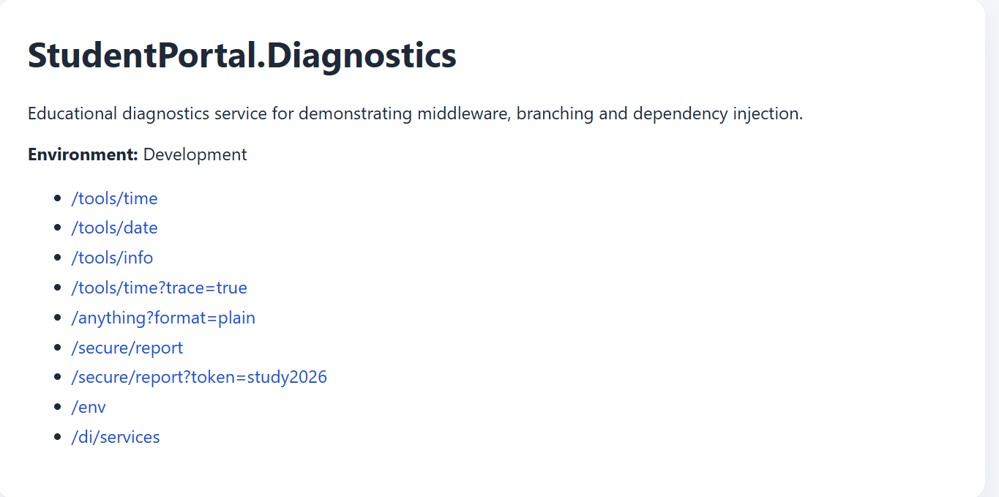 StudentPortal.Diagnostics
Educational diagnostics service for demonstrating middleware, branching and dependency injection.
Environment: Development
/tools/time
/tools/date
/tools/info
/tools/time?trace=true
/anything?format=plain
/secure/report
/secure/report?token=study2026
/env
/di/services